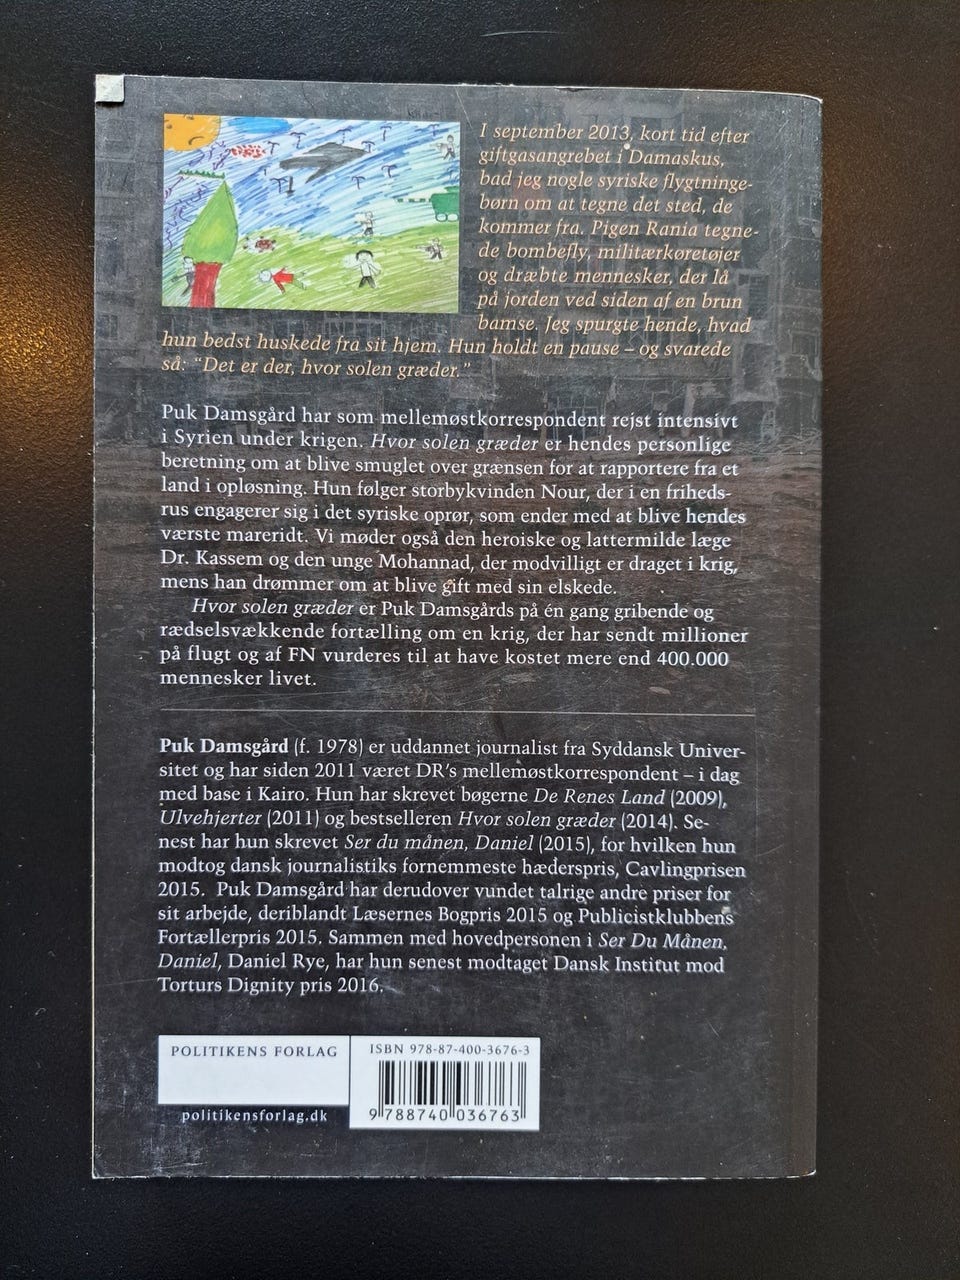 I september 2013, kort tid efter
giftgasangrebet i Damaskus,
bad jeg nogle syriske flygtninge-
børn om at tegne det sted, de
kommer fra. Pigen Rania tegne-
de bombefly, militærkøretøjer
og dræbte mennesker, der lå
på jorden ved siden af en brun
bamse. Jeg spurgte hende, hvad
hun bedst huskede fra sit hjem. Hun holdt en pause – og svarede
så: "Det er der, hvor solen græder."
Puk Damsgård har som mellemøstkorrespondent rejst intensivt
i Syrien under krigen. Hvor solen græder er hendes personlige
beretning om at blive smuglet over grænsen for at rapportere fra et
land i opløsning. Hun følger storbykvinden Nour, der i en friheds-
rus engagerer sig i det syriske oprør, som ender med at blive hendes
værste mareridt. Vi møder også den heroiske og lattermilde læge
Dr. Kassem og den unge Mohannad, der modvilligt er draget i krig,
mens han drømmer om at blive gift med sin elskede.
Hvor solen græder er Puk Damsgårds på én gang gribende og
rædselsvækkende fortælling om en krig, der har sendt millioner
på flugt og af FN vurderes til at have kostet mere end 400.000
mennesker livet.
Puk Damsgård (f. 1978) er uddannet journalist fra Syddansk Univer-
sitet og har siden 2011 været DR's mellemøstkorrespondent – i dag
med base i Kairo. Hun har skrevet bøgerne De Renes Land (2009),
Ulvehjerter (2011) og bestselleren Hvor solen græder (2014). Se-
nest har hun skrevet Ser du månen, Daniel (2015), for hvilken hun
modtog dansk journalistiks fornemmeste hæderspris, Cavlingprisen
2015. Puk Damsgård har derudover vundet talrige andre priser for
sit arbejde, deriblandt Læsernes Bogpris 2015 og Publicistklubbens
Fortællerpris 2015. Sammen med hovedpersonen i Ser Du Månen,
Daniel, Daniel Rye, har hun senest modtaget Dansk Institut mod
Torturs Dignity pris 2016.
POLITIKENS FORLAG
politikensforlag.dk
ISBN 978-87-400-3676-3
9 788740 036763